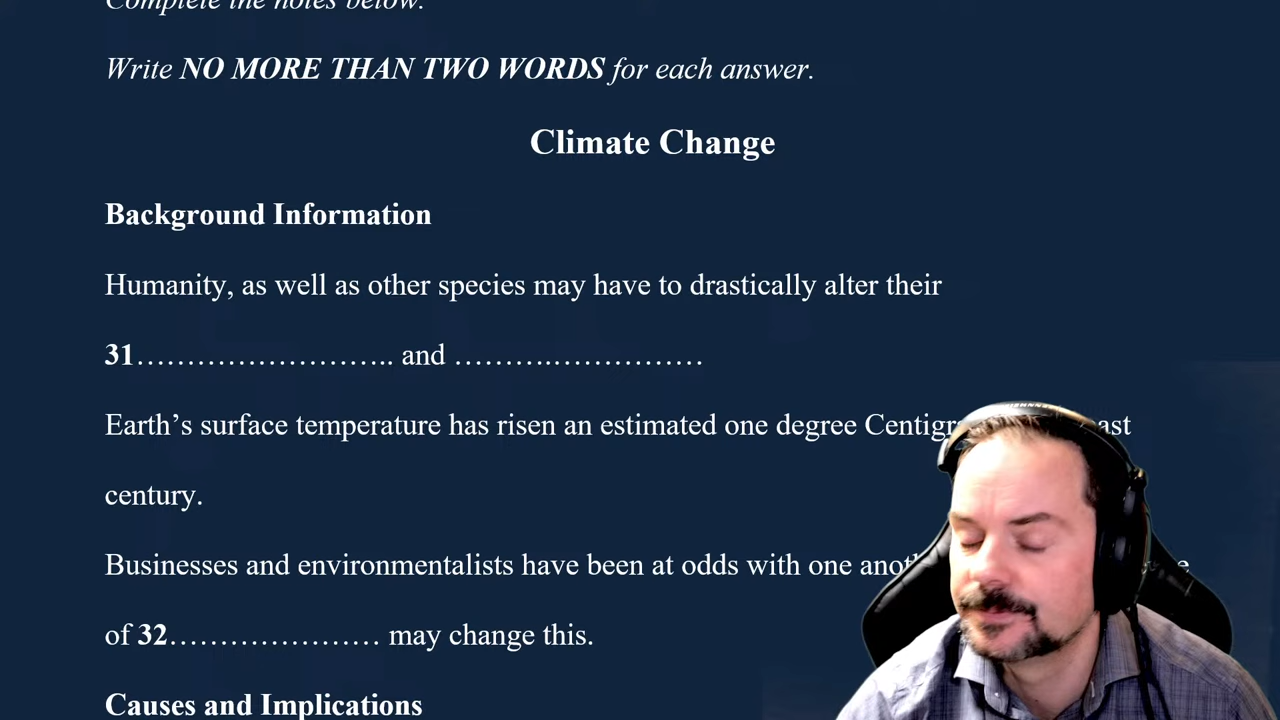 Complete the notes below.
Write NO MORE THAN TWO WORDS for each answer.
Climate Change
Background Information
Humanity, as well as other species may have to drastically alter their
31…………………….. and ……….……………
Earth’s surface temperature has risen an estimated one degree
century.
Businesses and environmentalists have been at odds with one
of 32………………… may change this.
Causes and Implications